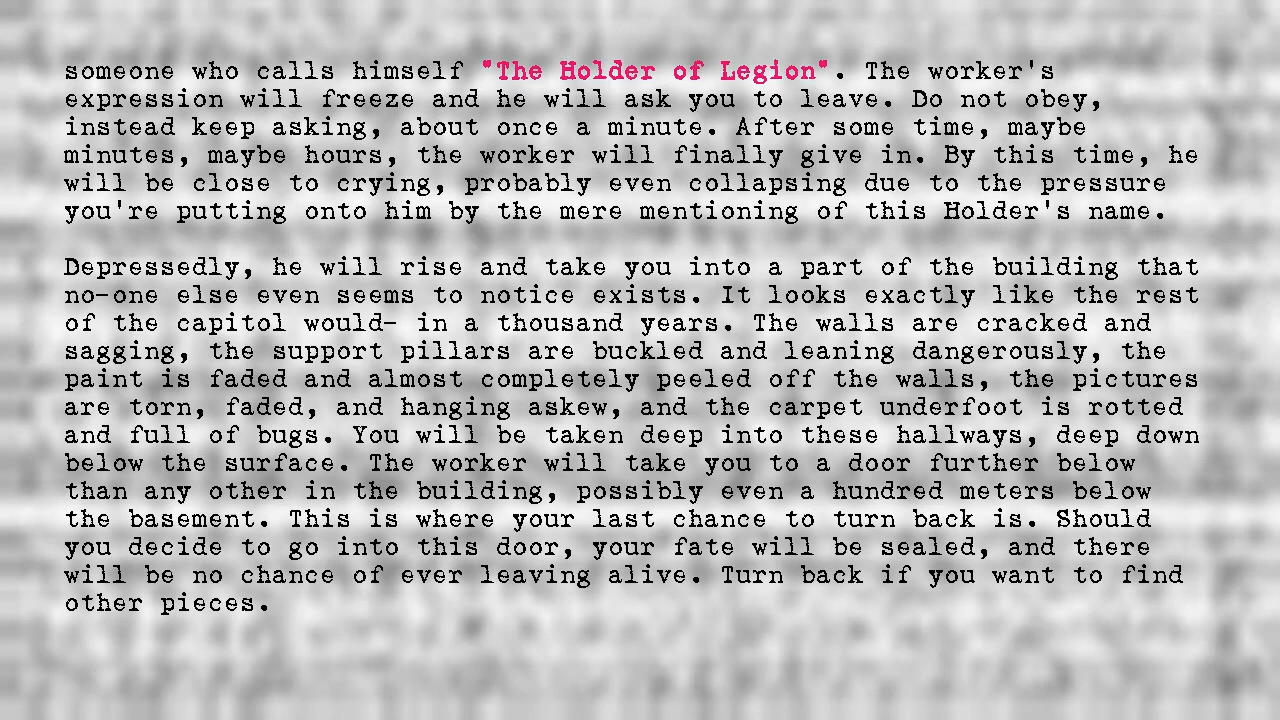 someone who calls himself "The Holder of Legion". The worker's
expression will freeze and he will ask you to leave. Do not obey,
instead keep asking, about once a minute. After some time, maybe
minutes, maybe hours, the worker will finally give in. By this time, he
will be close to crying, probably even collapsing due to the pressure
you're putting onto him by the mere mentioning of this Holder's name.

Depressedly, he will rise and take you into a part of the building that
no-one else even seems to notice exists. It looks exactly like the rest
of the capitol would- in a thousand years. The walls are cracked and
sagging, the support pillars are buckled and leaning dangerously, the
paint is faded and almost completely peeled off the walls, the pictures
are torn, faded, and hanging askew, and the carpet underfoot is rotted
and full of bugs. You will be taken deep into these hallways, deep down
below the surface. The worker will take you to a door further below
than any other in the building, possibly even a hundred meters below
the basement. This is where your last chance to turn back is. Should
you decide to go into this door, your fate will be sealed, and there
will be no chance of ever leaving alive. Turn back if you want to find
other pieces.